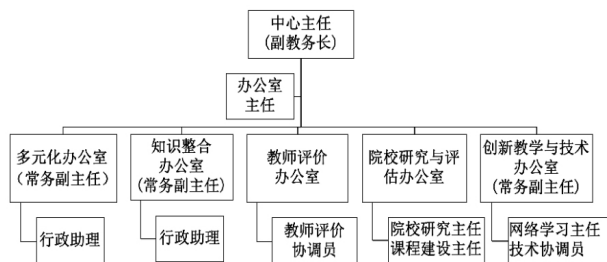 中心主任
(副教务长)
办公室
主任
多元化办公室
（常务副主任）
知识整合
办公室
(常务副主任)
教师评价
办公室
院校研究与评
估办公室
创新教学与技术
办公室
(常务副主任)
行政助理
行政助理
教师评价
协调员
院校研究主任
课程建设主任
网络学习主任
技术协调员